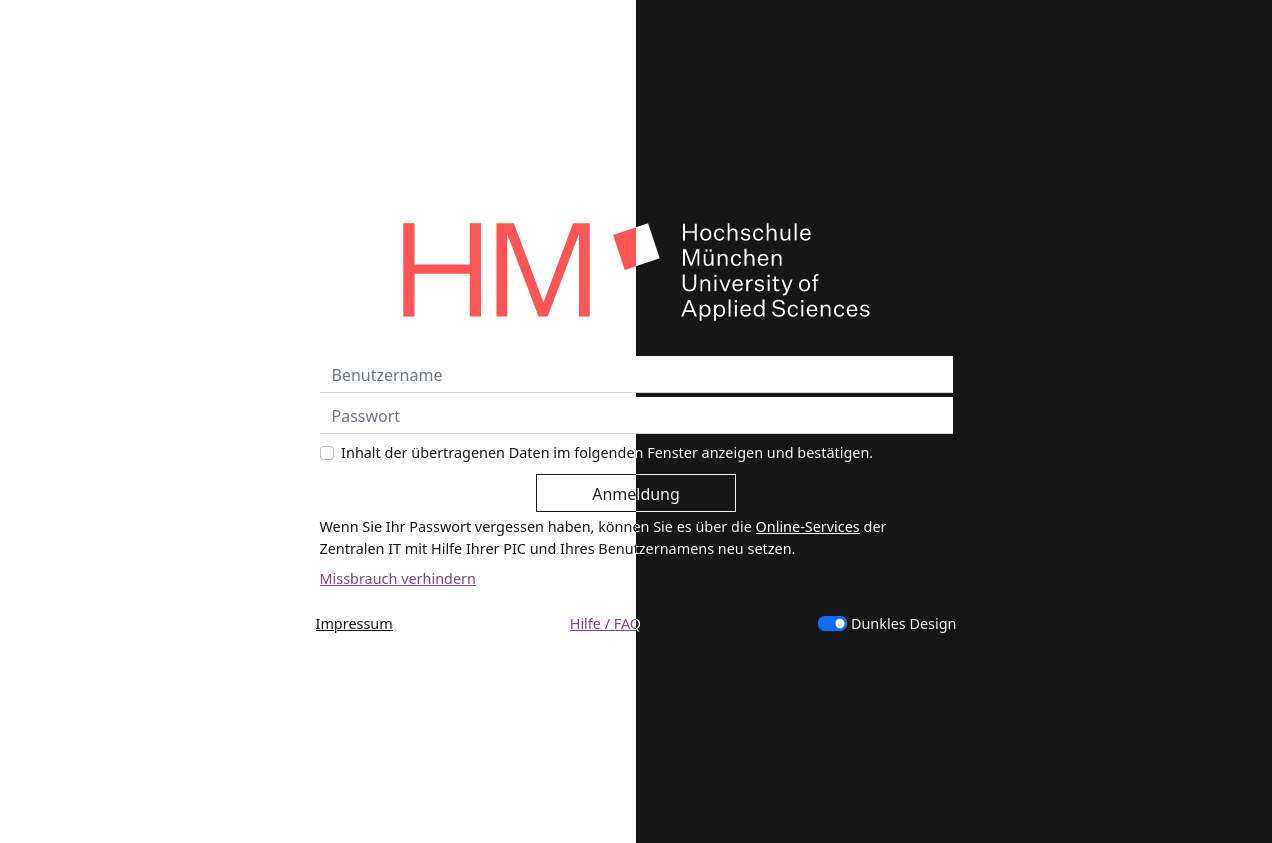 HM
Hochschule
München
University of
Applied Sciences
Benutzername
Passwort
Inhalt der übertragenen Daten im folgenden Fenster anzeigen und bestätigen.
Anmeldung
Wenn Sie Ihr Passwort vergessen haben, können Sie es über die Online-Services der
Zentralen IT mit Hilfe Ihrer PIC und Ihres Benutzernamens neu setzen.
Missbrauch verhindern
Impressum Hilfe / FAQ Dunkles Design